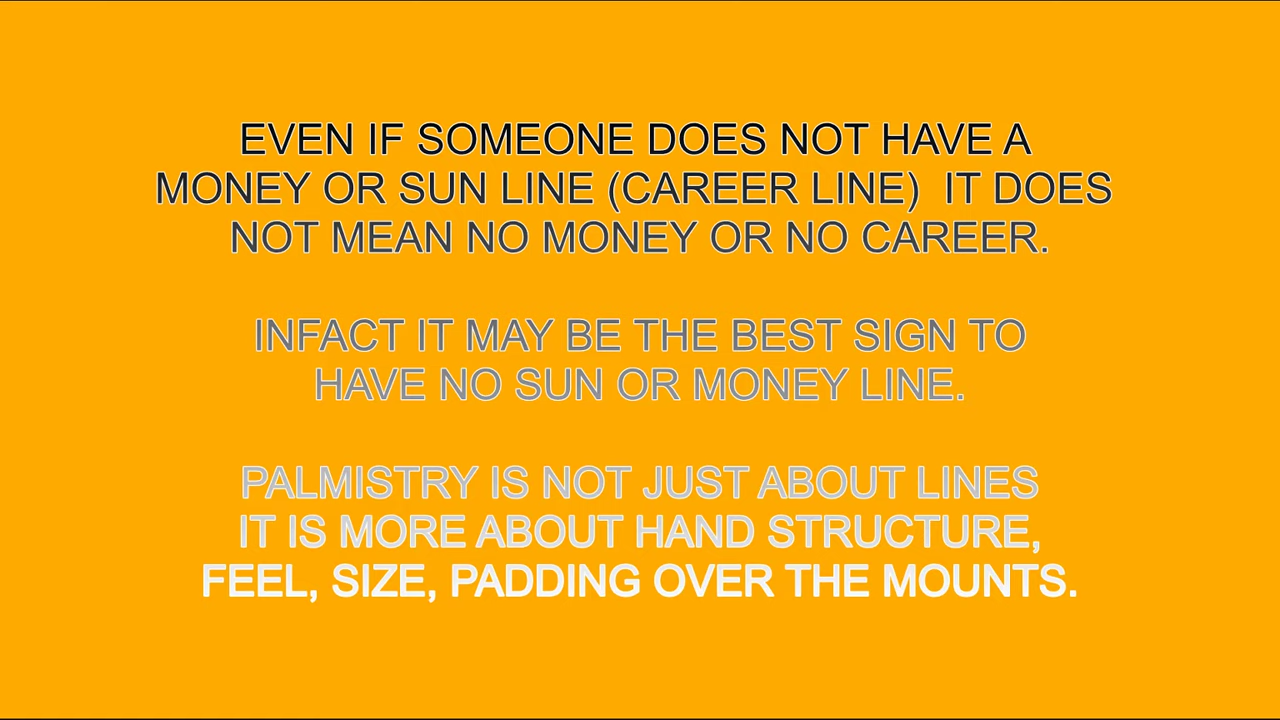 EVEN IF SOMEONE DOES NOT HAVE A
MONEY OR SUN LINE (CAREER LINE)  IT DOES
NOT MEAN NO MONEY OR NO CAREER.
INFACT IT MAY BE THE BEST SIGN TO
HAVE NO SUN OR MONEY LINE.
PALMISTRY IS NOT JUST ABOUT LINES
IT IS MORE ABOUT HAND STRUCTURE,
FEEL, SIZE, PADDING OVER THE MOUNTS.